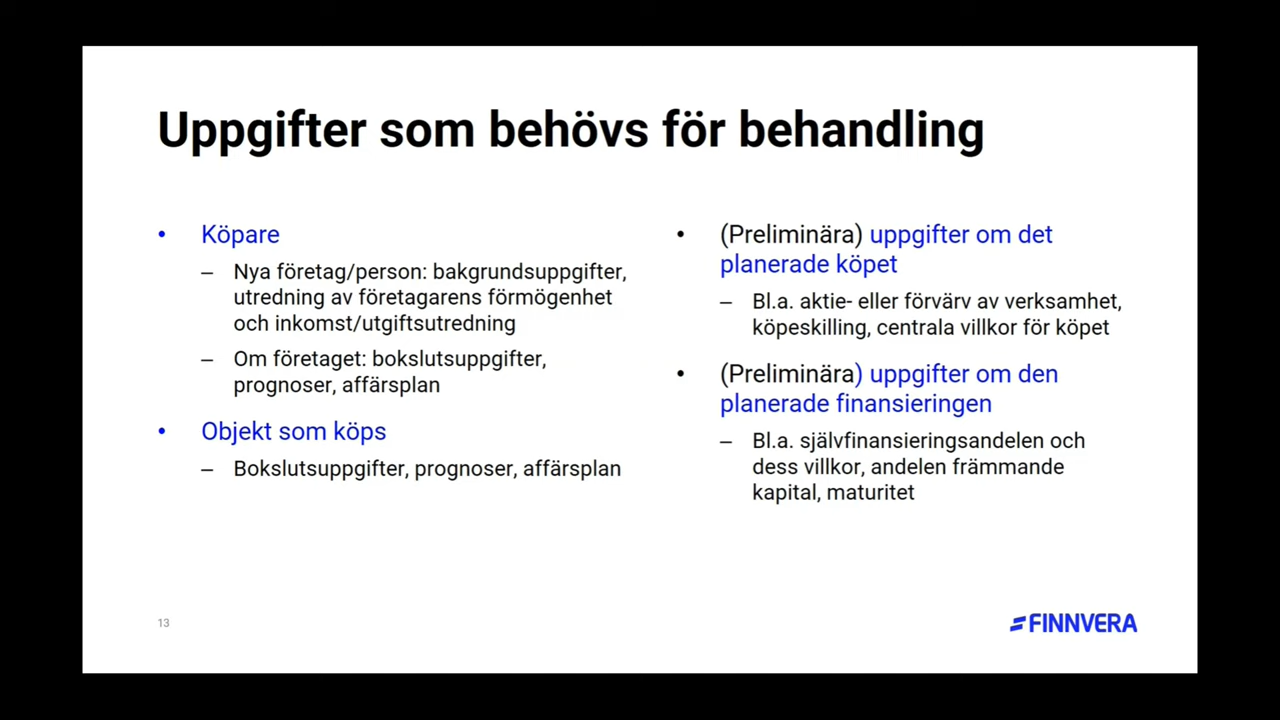 Uppgifter som behövs för behandling
• Köpare
– Nya företag/person: bakgrundsuppgifter,
utredning av företagarens förmögenhet
och inkomst/utgiftsutredning
– Om företaget: bokslutsuppgifter,
prognoser, affärsplan
• Objekt som köps
– Bokslutsuppgifter, prognoser, affärsplan
• (Preliminära) uppgifter om det
planerade köpet
– Bl.a. aktie- eller förvärv av verksamhet,
köpeskilling, centrala villkor för köpet
• (Preliminära) uppgifter om den
planerade finansieringen
– Bl.a. självfinansieringsandelen och
dess villkor, andelen främmande
kapital, maturitet
13
FINNVERA